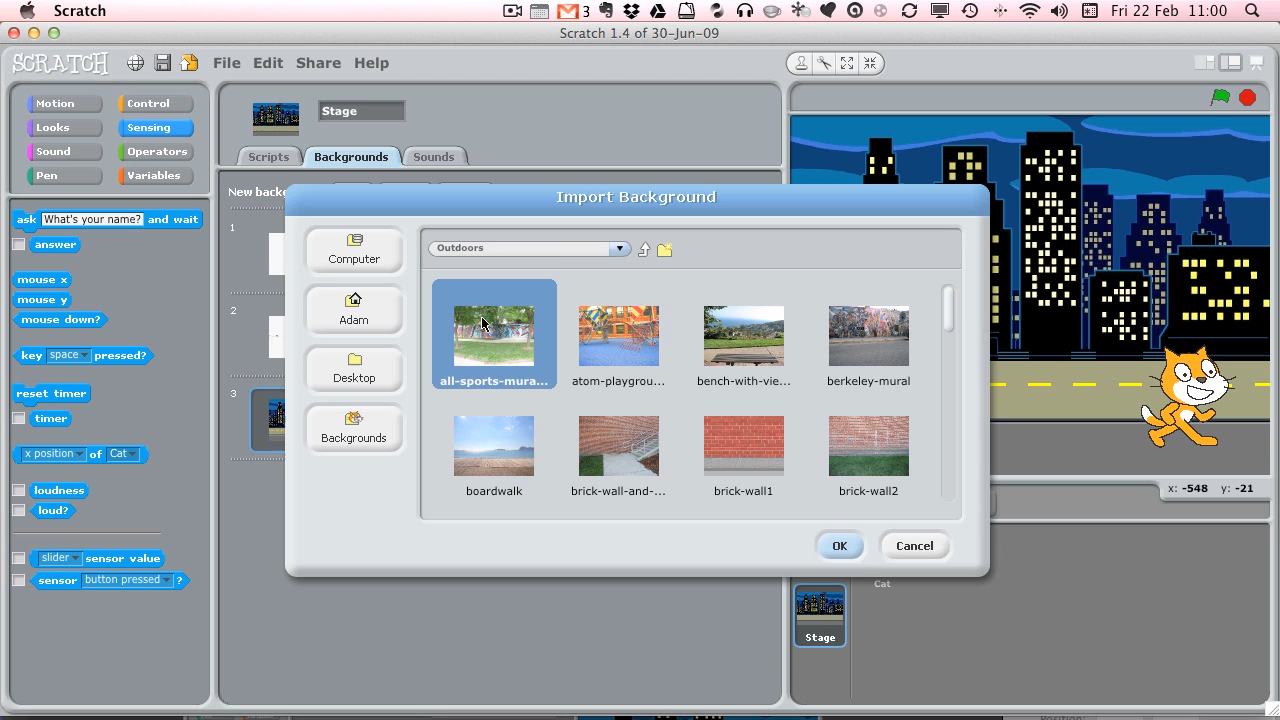 Scratch 3 Fri 22 Feb 11:00
Scratch 1.4 of 30-Jun-09
SCRATCH File Edit Share Help
Motion Control
Looks Sensing
Sound Operators
Pen Variables
Stage
Scripts Backgrounds Sounds
New backg
1
2
3
ask What's your name? and wait
answer
mouse x
mouse y
mouse down?
key space pressed?
reset timer
timer
x position of Cat
loudness
loud?
slider sensor value
sensor button pressed ?
Import Background
Computer
Adam
Desktop
Backgrounds
Outdoors
all-sports-mura... atom-playgrou... bench-with-vie... berkeley-mural
boardwalk brick-wall-and-... brick-wall1 brick-wall2
OK Cancel
x: -548 y: -21
Cat
Stage